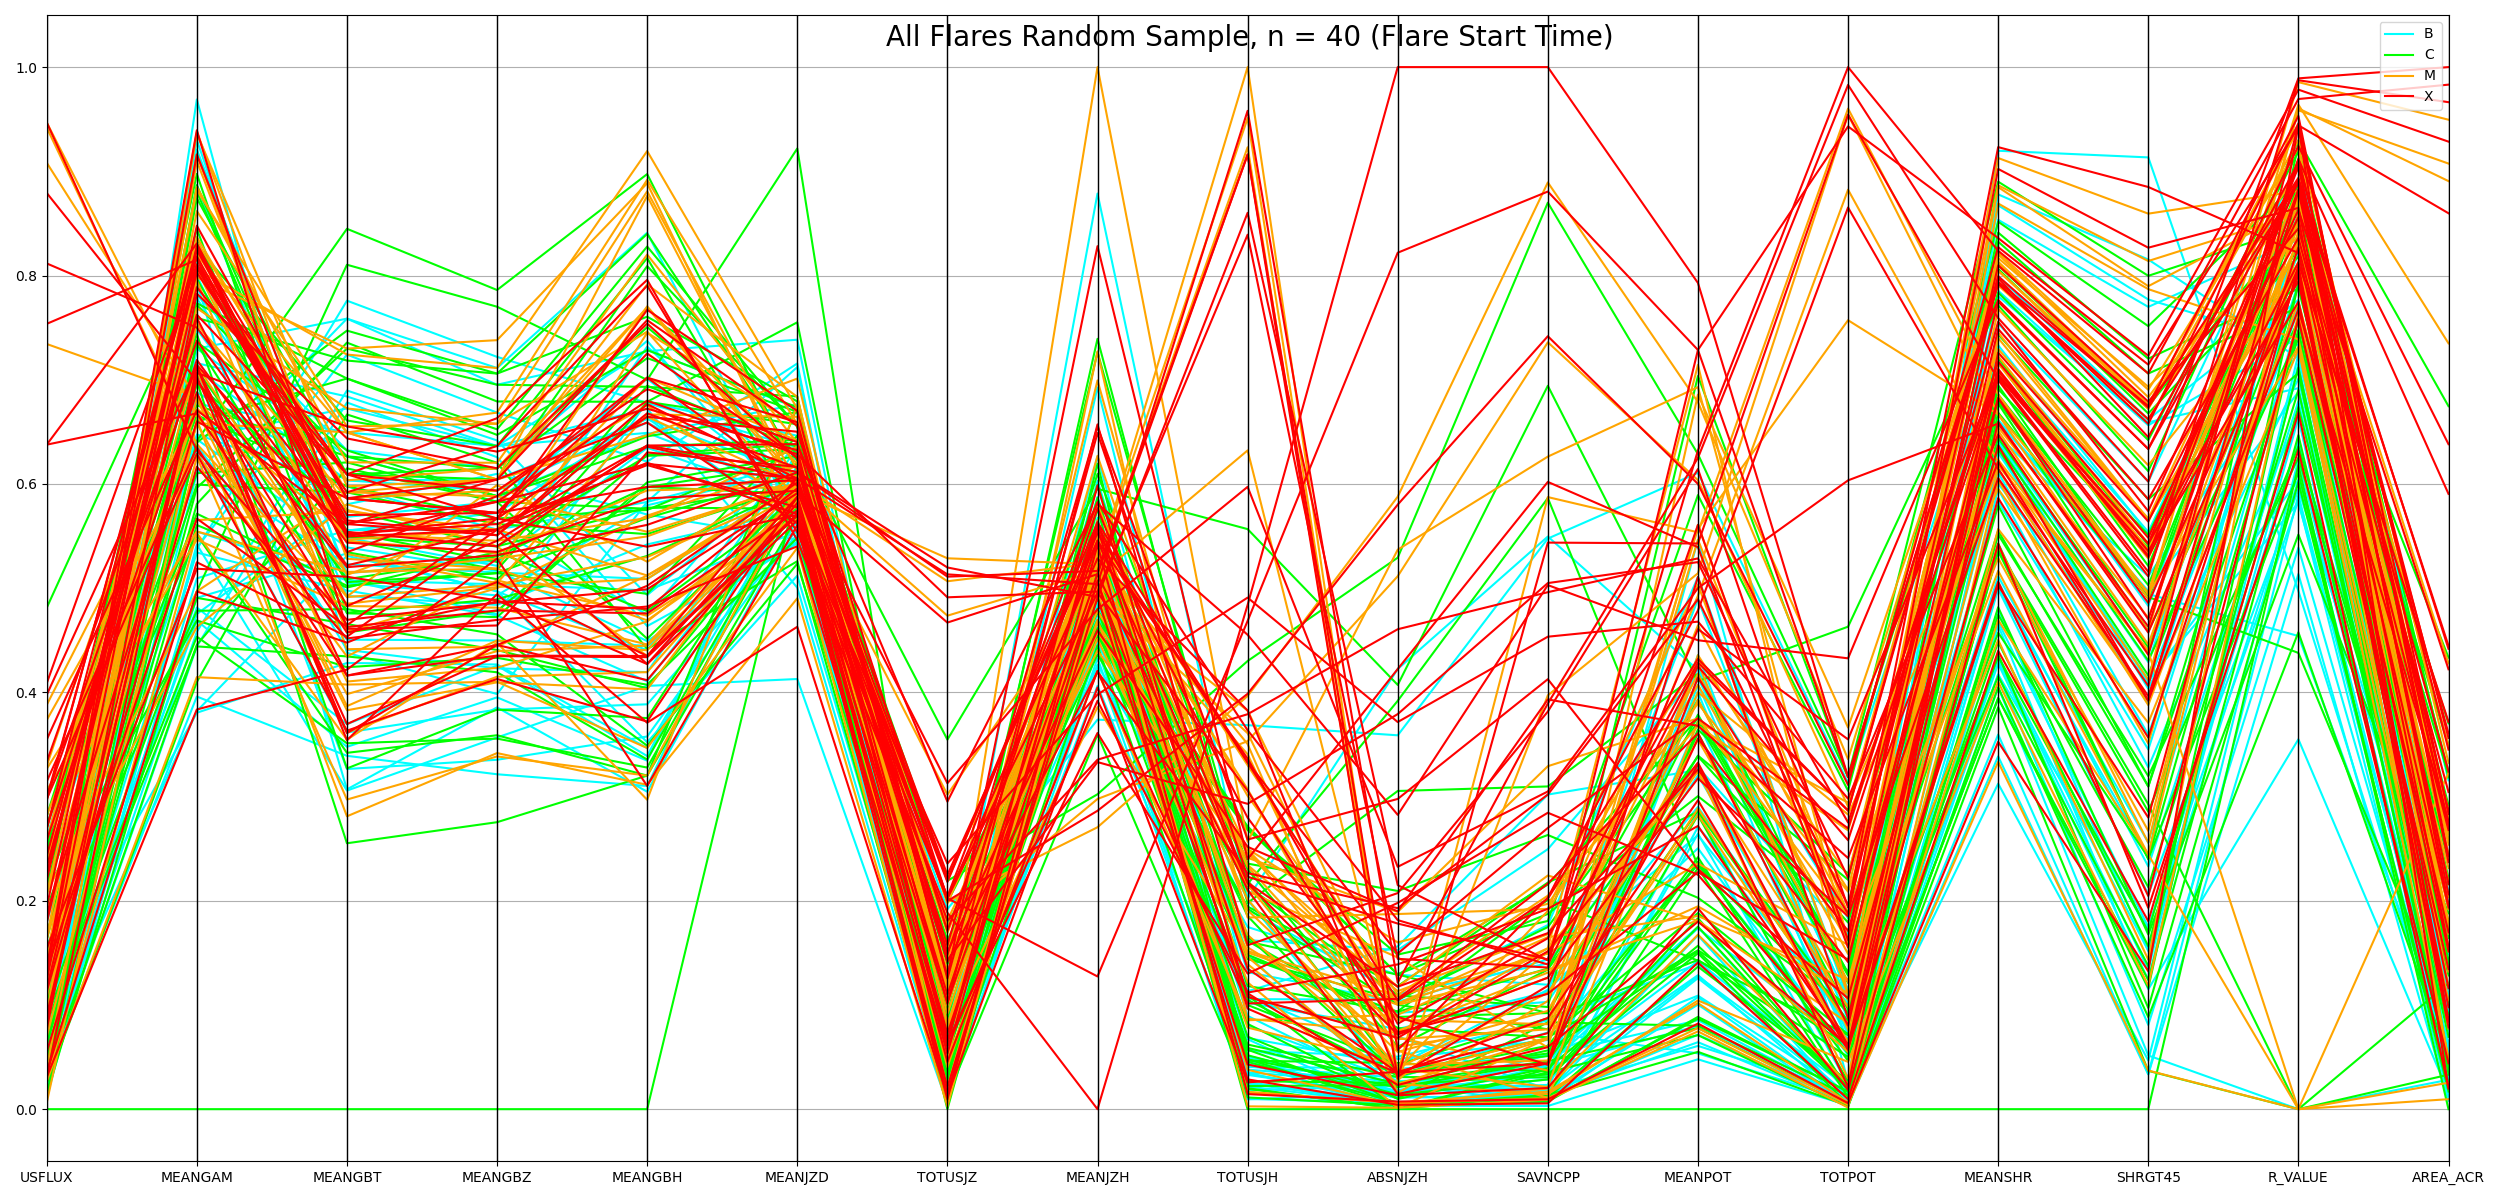 All Flares Random Sample, n = 40 (Flare Start Time)
B
C
M
X
1.0
0.8
0.6
0.4
0.2
0.0
USFLUX MEANGAM MEANGBT MEANGBZ MEANGBH MEANJZD TOTUSJZ MEANJZH TOTUSJH ABSNJZH SAVNCPP MEANPOT TOTPOT MEANSHR SHRGT45 R_VALUE AREA_ACR